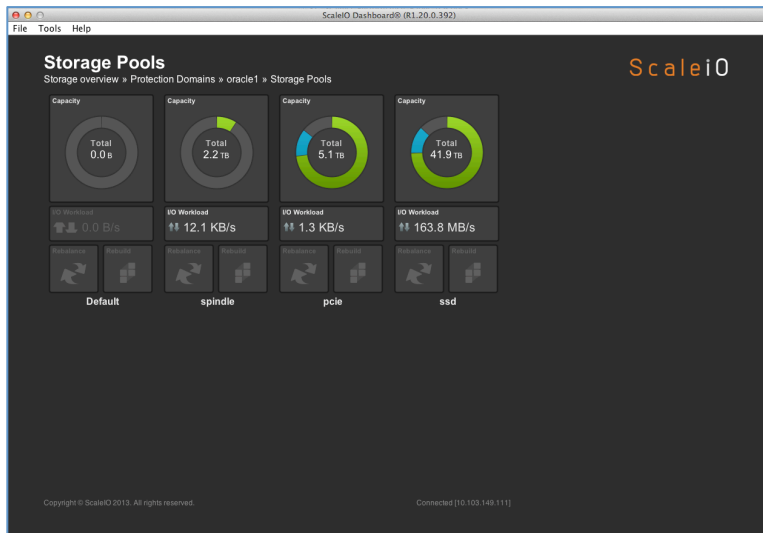 ScaleIO Dashboard® (R1.20.0.392)
File Tools Help
Storage Pools
Storage overview » Protection Domains » oracle1 » Storage Pools
ScaleiO
Capacity Capacity Capacity Capacity
Total Total Total Total
0.0 B 2.2 TB 5.1 TB 41.9 TB
I/O Workload I/O Workload I/O Workload I/O Workload
0.0 B/s 12.1 KB/s 1.3 KB/s 163.8 MB/s
Rebalance Rebuild Rebalance Rebuild Rebalance Rebuild Rebalance Rebuild
Default spindle pcie ssd
Copyright © ScaleIO 2013. All rights reserved. Connected [10.103.149.111]